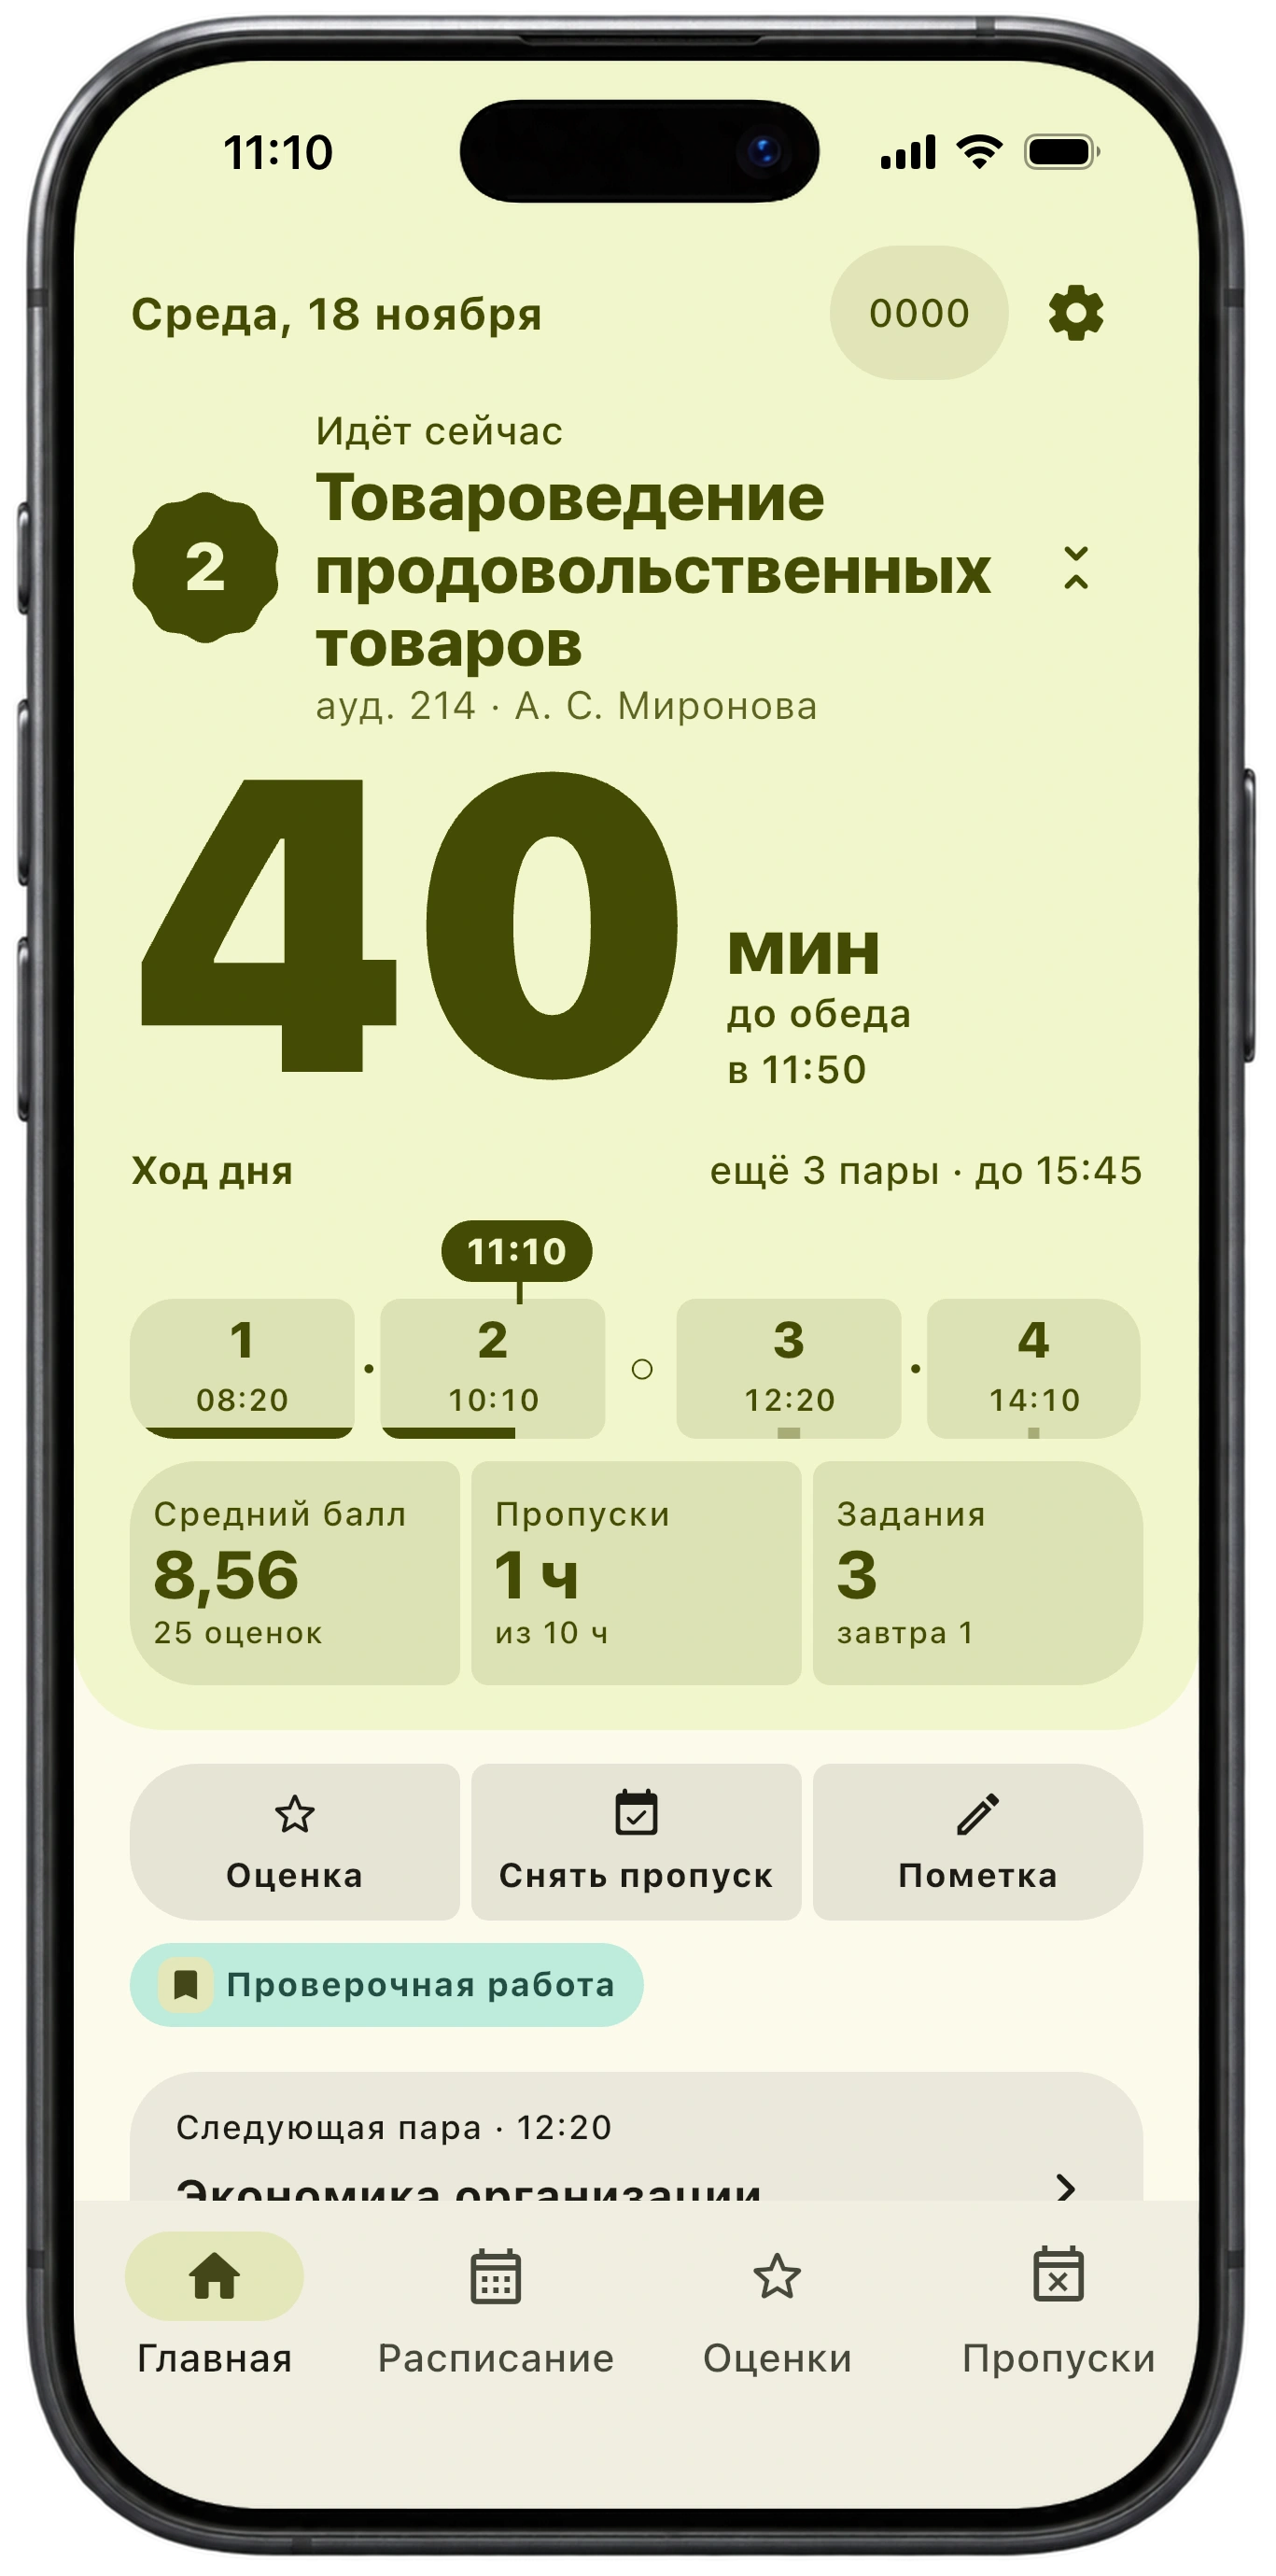 11:10
Среда, 18 ноября
0000
Идёт сейчас
2
Товароведение
продовольственных
товаров
ауд. 214 · А. С. Миронова
40 мин
до обеда
в 11:50
Ход дня
ещё 3 пары · до 15:45
11:10
1 2 3 4
08:20 10:10 12:20 14:10
Средний балл Пропуски Задания
8,56 1 ч 3
25 оценок из 10 ч завтра 1
Оценка Снять пропуск Пометка
Проверочная работа
Следующая пара · 12:20
Экономика организации
Главная Расписание Оценки Пропуски